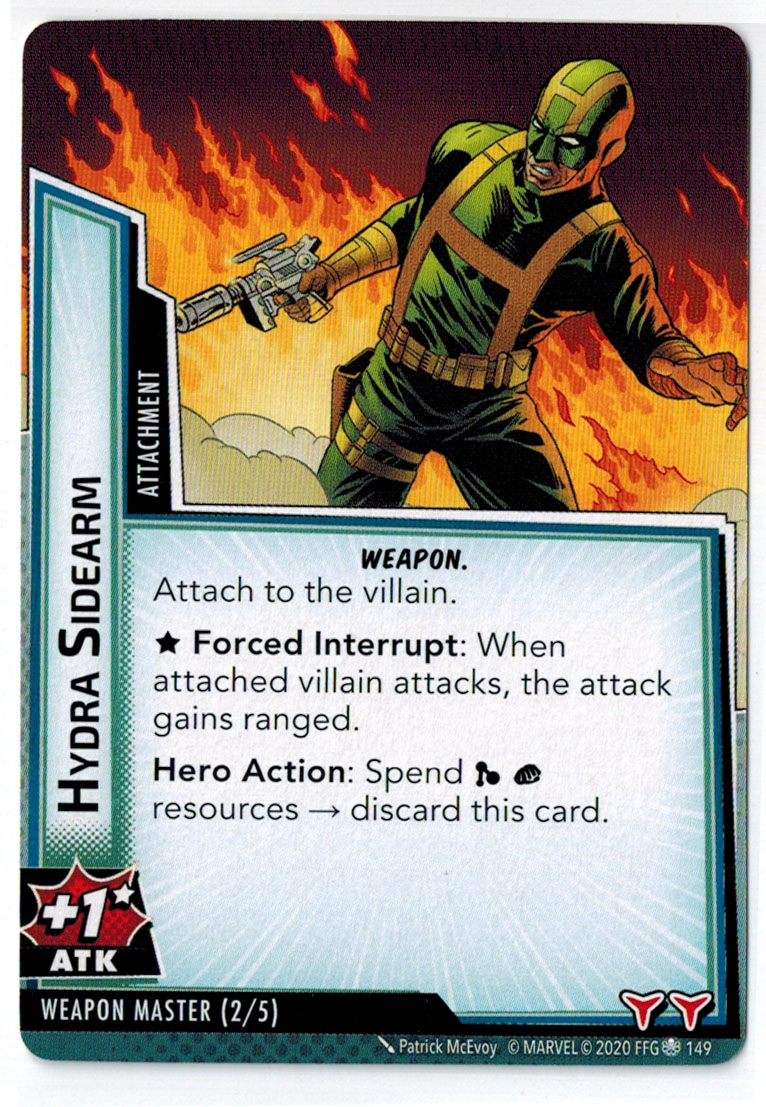 ATTACHMENT
HYDRA SIDEARM
WEAPON.
Attach to the villain.
★ Forced Interrupt: When
attached villain attacks, the attack
gains ranged.
Hero Action: Spend
resources → discard this card.
+1★
ATK
WEAPON MASTER (2/5)
Patrick McEvoy © MARVEL © 2020 FFG 149